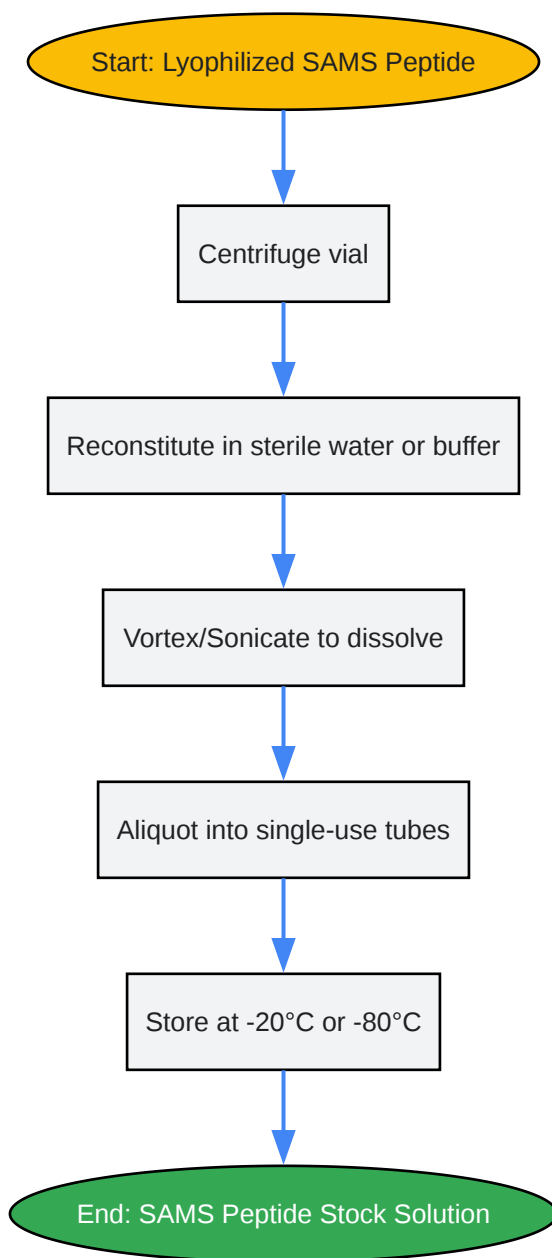 Start: Lyophilized SAMS Peptide
Centrifuge vial
Reconstitute in sterile water or buffer
Vortex/Sonicate to dissolve
Aliquot into single-use tubes
Store at -20°C or -80°C
End: SAMS Peptide Stock Solution